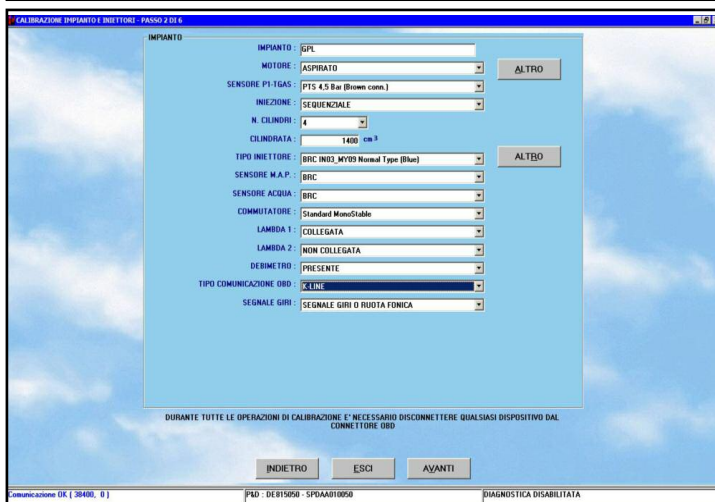 CALIBRAZIONE IMPIANTO E INIETTORI - PASSO 2 DI 6
IMPIANTO
IMPIANTO : GPL
MOTORE : ASPIRATO
ALTRO
SENSORE P1-TGAS : PTS 4,5 Bar (Brown conn.)
INIEZIONE : SEQUENZIALE
N. CILINDRI : 4
CILINDRATA : 1400 cm³
TIPO INIETTORE : BRC IN03_MY09 Normal Type (Blue)
ALTRO
SENSORE M.A.P. : BRC
SENSORE ACQUA : BRC
COMMUTATORE : Standard MonoStable
LAMBDA 1 : COLLEGATA
LAMBDA 2 : NON COLLEGATA
DEBIMETRO : PRESENTE
TIPO COMUNICAZIONE OBD : K-LINE
SEGNALE GIRI : SEGNALE GIRI O RUOTA FONICA
DURANTE TUTTE LE OPERAZIONI DI CALIBRAZIONE E' NECESSARIO DISCONNETTERE QUALSIASI DISPOSITIVO DAL
CONNETTORE OBD
INDIETRO ESCI AVANTI
Comunicazione OK ( 38400, 0 ) P&D : DE815050 - SPDAA010050 DIAGNOSTICA DISABILITATA